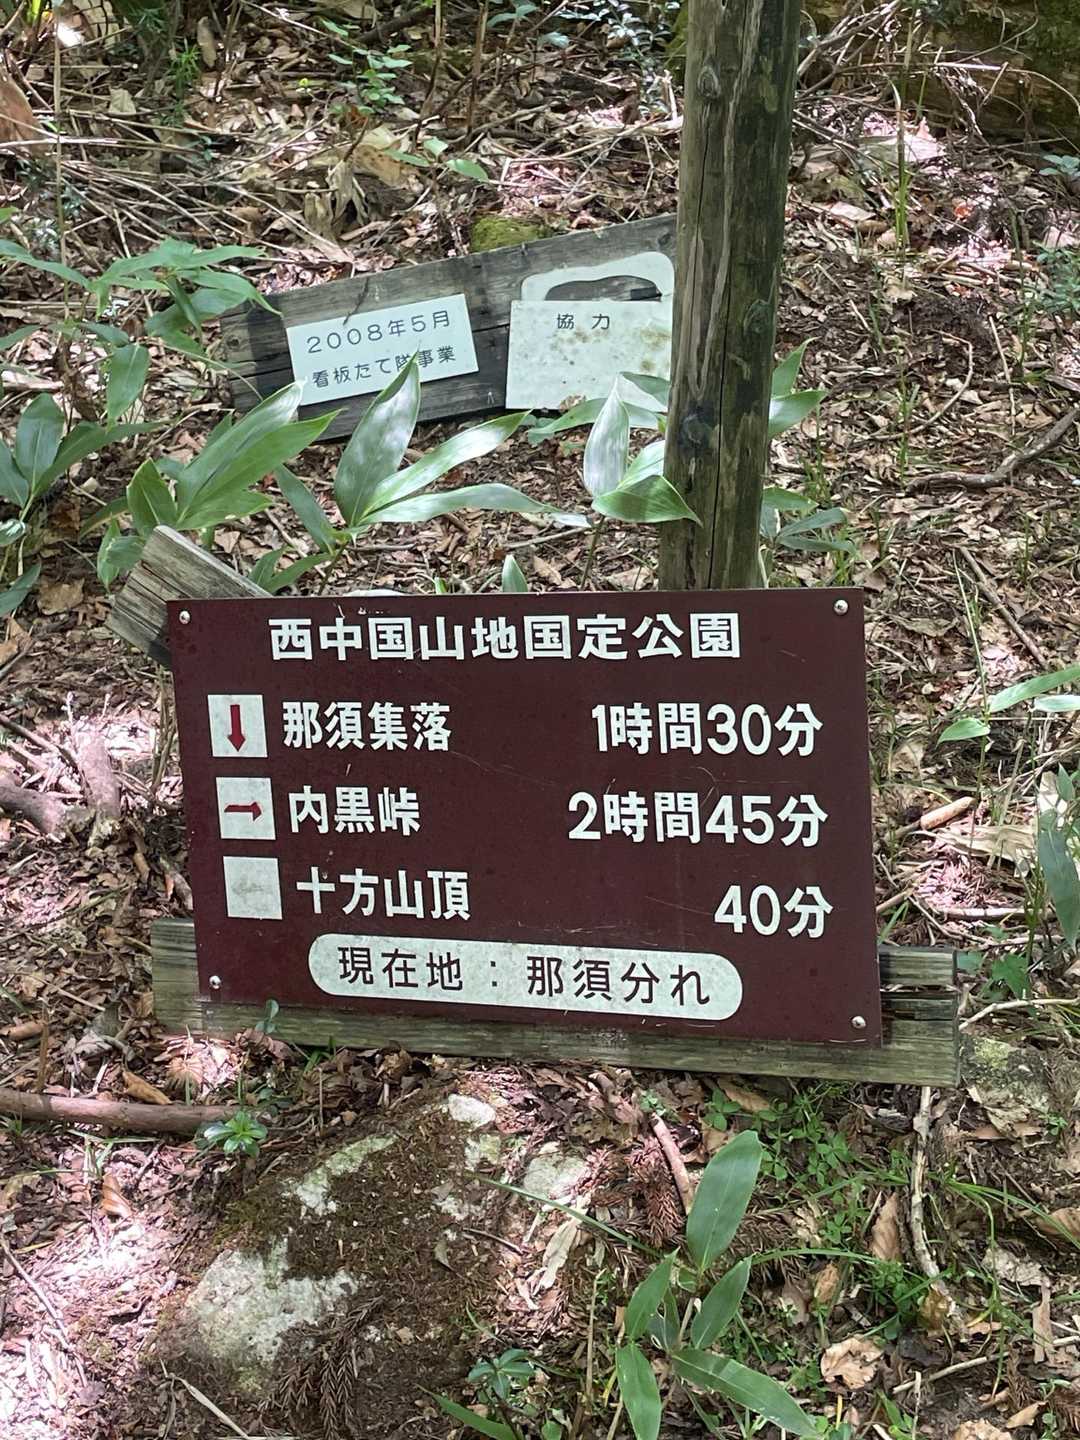 2008年5月
看板たて隊事業
協力
西中国山地国定公園
↓ 那須集落 1時間30分
→ 内黒峠 2時間45分
十方山頂 40分
現在地：那須分れ